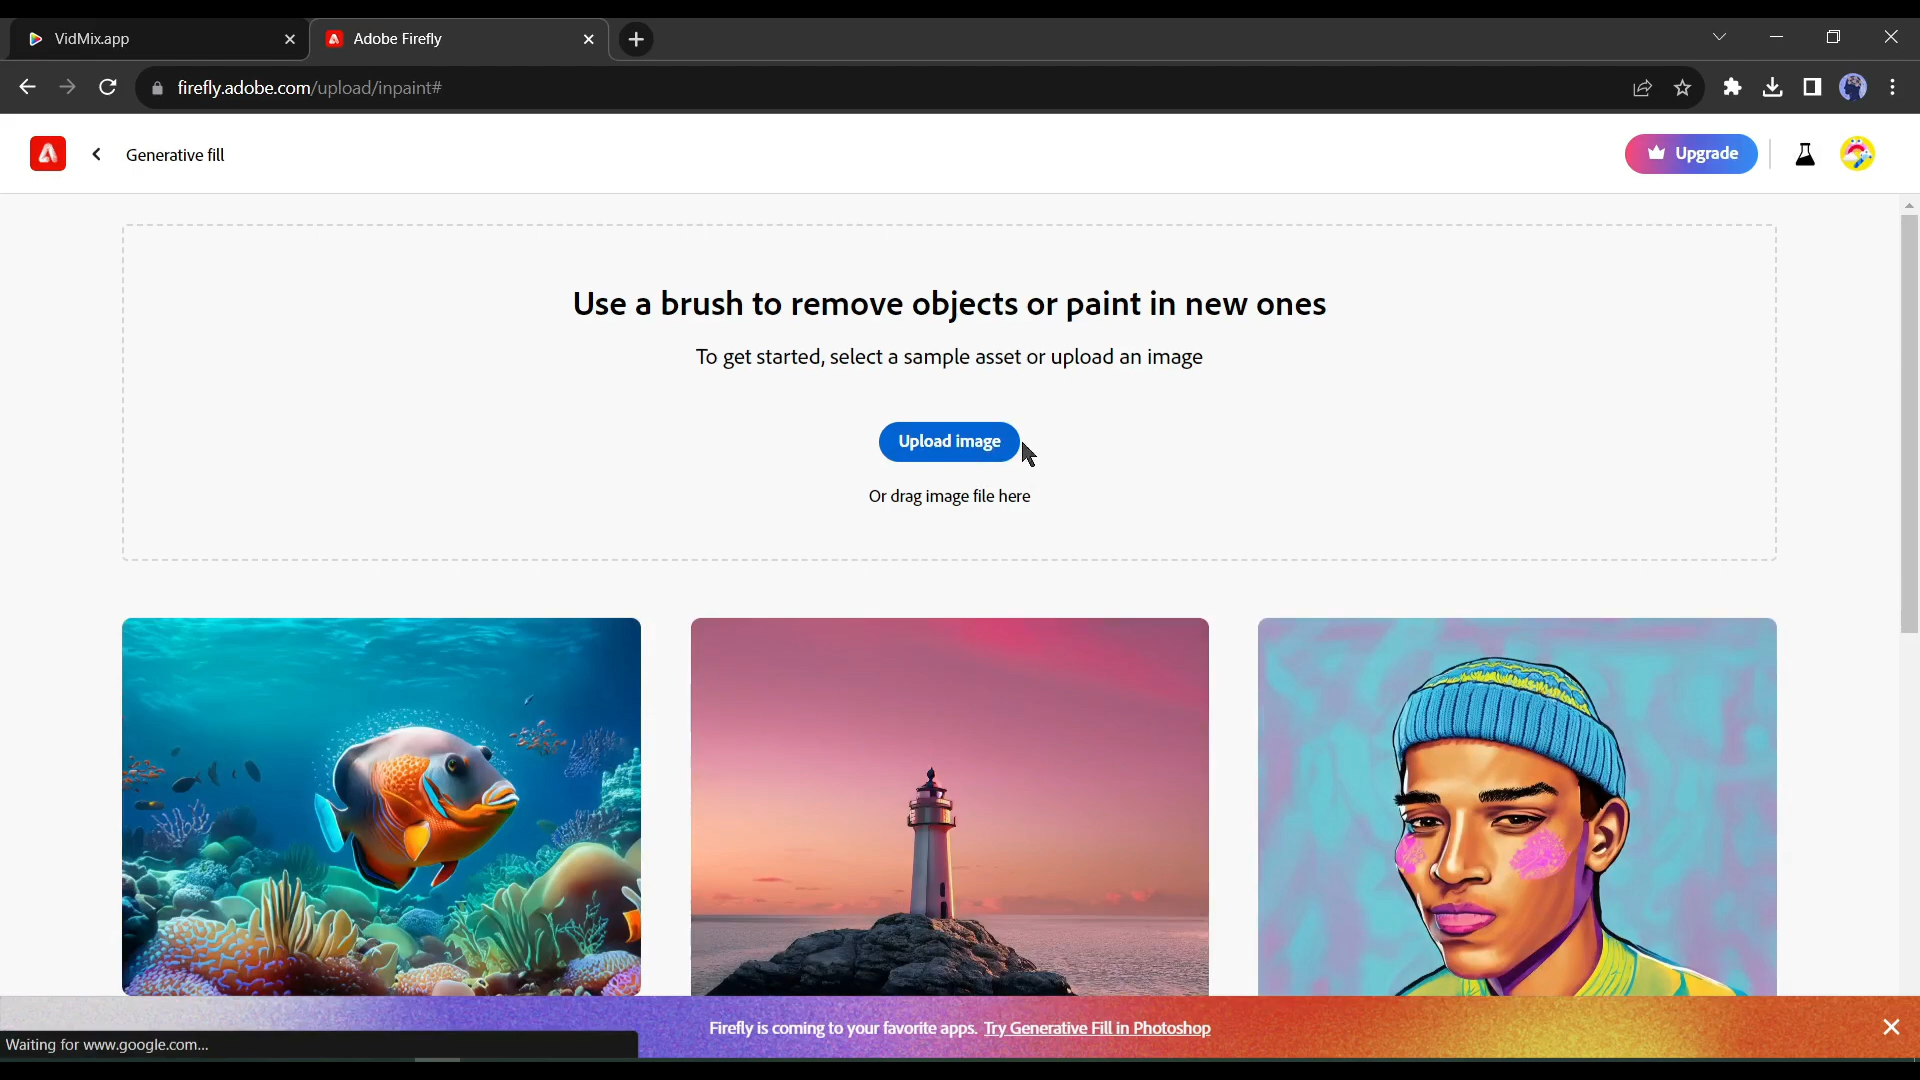 VidMix.app
Adobe Firefly
firefly.adobe.com/upload/inpaint#
Generative fill
Upgrade
Use a brush to remove objects or paint in new ones
To get started, select a sample asset or upload an image
Upload image
Or drag image file here
Firefly is coming to your favorite apps. Try Generative Fill in Photoshop
Waiting for www.google.com...